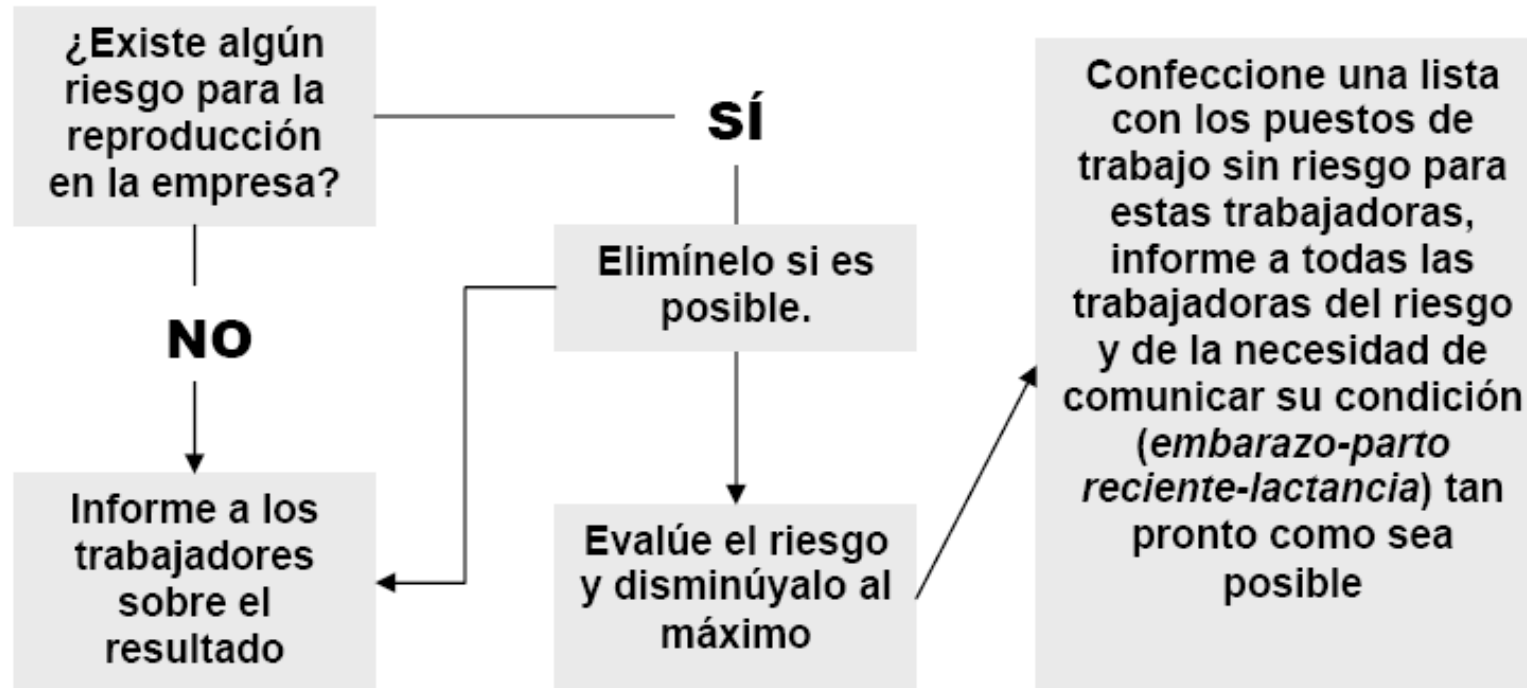 ¿Existe algún
riesgo para la
reproducción
en la empresa?
SÍ
NO
Elimínelo si es
posible.
Informe a los
trabajadores
sobre el
resultado
Evalúe el riesgo
y disminúyalo al
máximo
Confeccione una lista
con los puestos de
trabajo sin riesgo para
estas trabajadoras,
informe a todas las
trabajadoras del riesgo
y de la necesidad de
comunicar su condición
(embarazo-parto
reciente-lactancia) tan
pronto como sea
posible